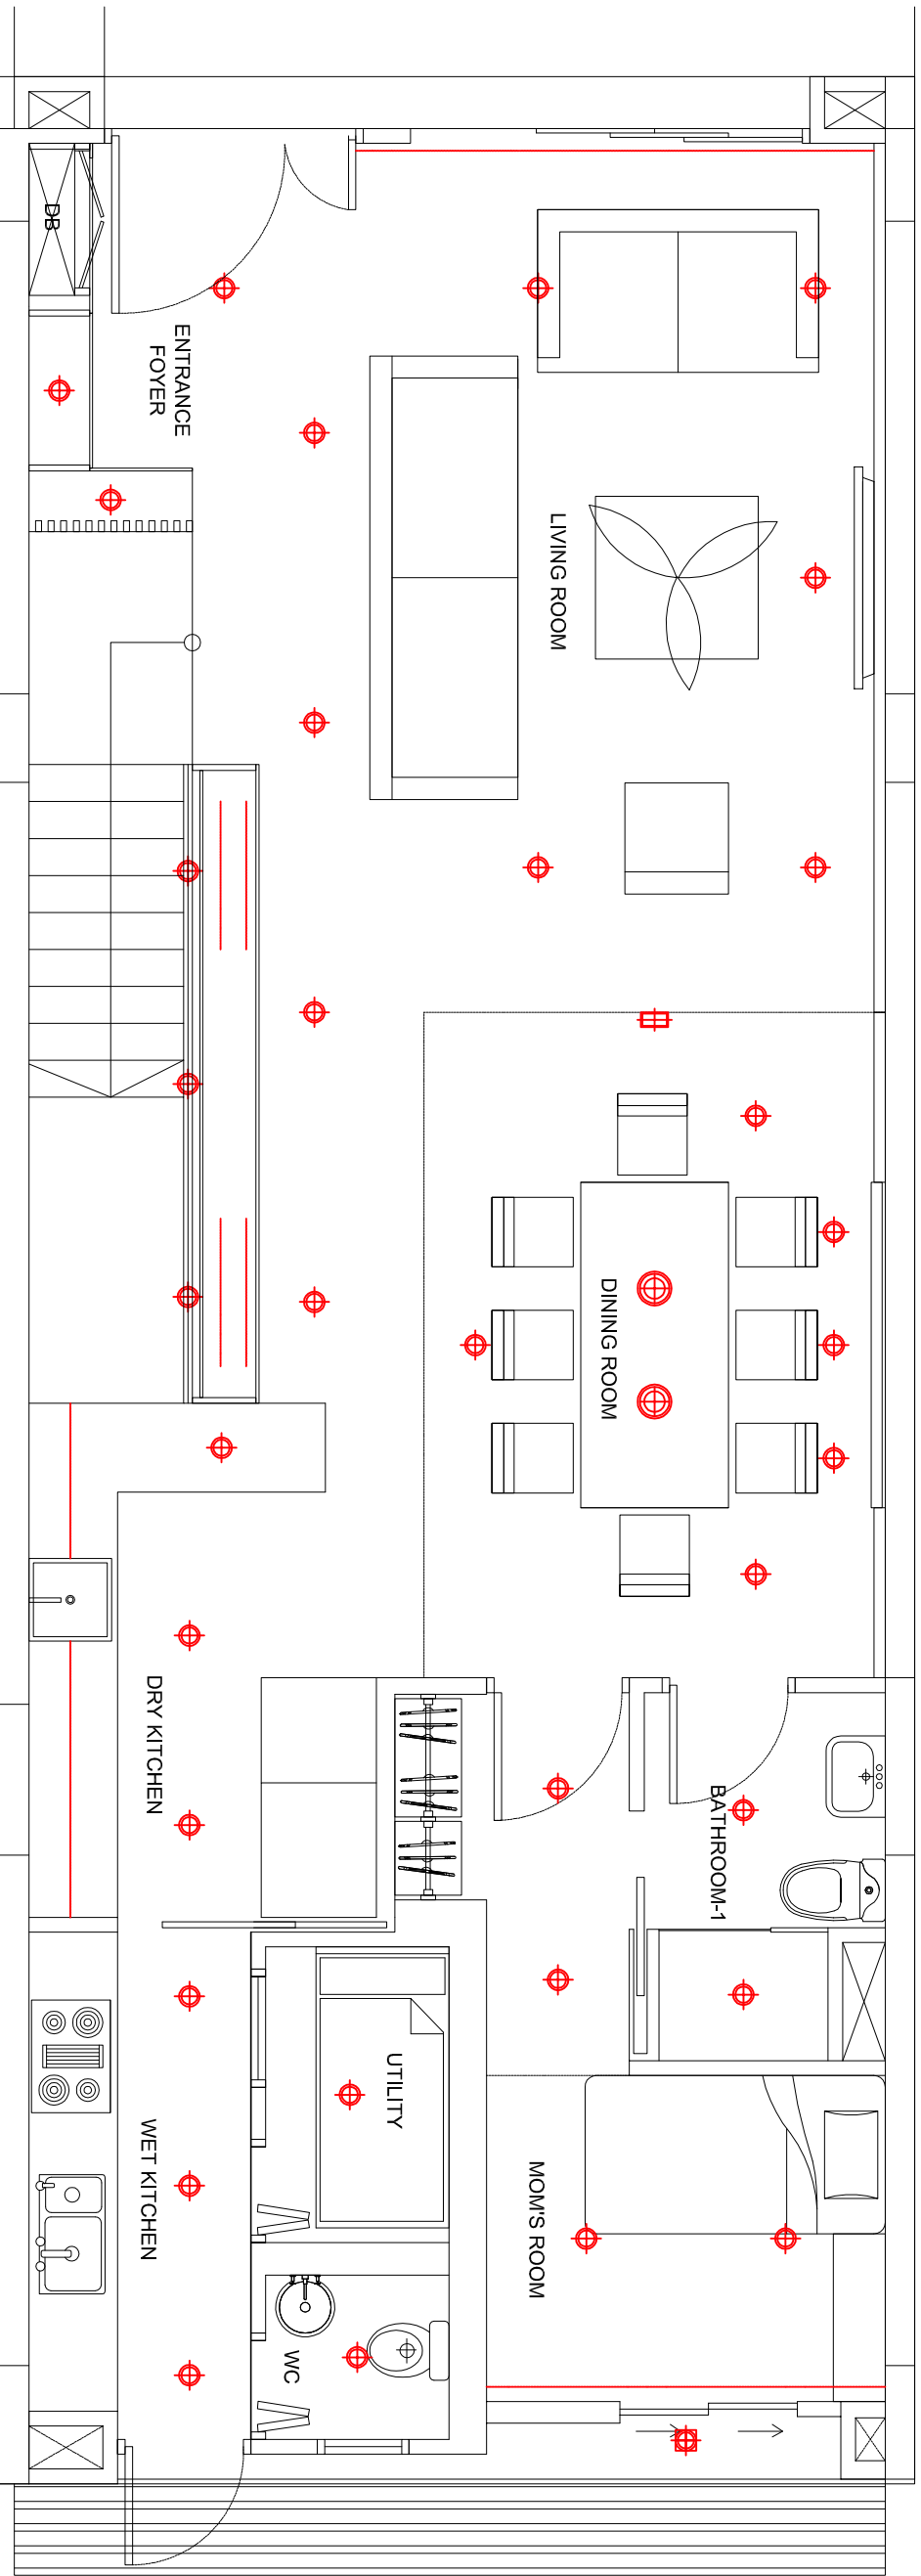 DB
ENTRANCE
FOYER
LIVING ROOM
DINING ROOM
DRY KITCHEN
BATHROOM-1
UTILITY
WET KITCHEN
MOM'S ROOM
WC